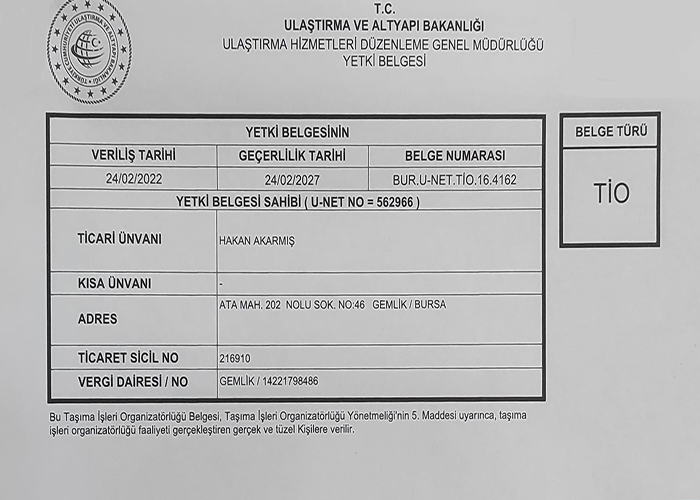 T.C.
ULAŞTIRMA VE ALTYAPI BAKANLIĞI
ULAŞTIRMA HİZMETLERİ DÜZENLEME GENEL MÜDÜRLÜĞÜ
YETKİ BELGESİ
YETKİ BELGESİNİN
VERİLİŞ TARİHİ GEÇERLİLİK TARİHİ BELGE NUMARASI
24/02/2022 24/02/2027 BUR.U-NET.TİO.16.4162
YETKİ BELGESİ SAHİBİ ( U-NET NO = 562966 )
TİCARİ ÜNVANI HAKAN AKARMIŞ
KISA ÜNVANI -
ADRES ATA MAH. 202 NOLU SOK. NO:46 GEMLİK / BURSA
TİCARET SİCİL NO 216910
VERGİ DAİRESİ / NO GEMLİK / 14221798486
BELGE TÜRÜ
TİO
Bu Taşıma İşleri Organizatörlüğü Belgesi, Taşıma İşleri Organizatörlüğü Yönetmeliği'nin 5. Maddesi uyarınca, taşıma
işleri organizatörlüğü faaliyeti gerçekleştiren gerçek ve tüzel Kişilere verilir.